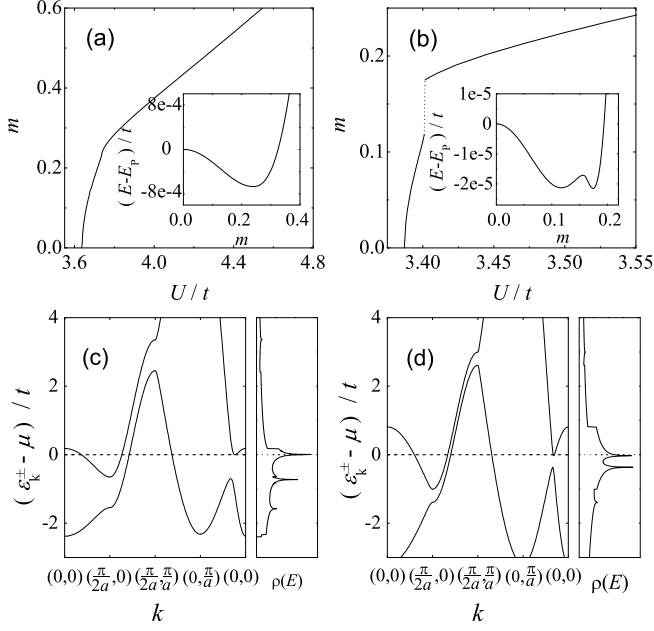 (a)
m
0.6
0.4
0.2
0.0
3.6 4.0 4.4 4.8
U / t
(E-E_P) / t
8e-4
0
-8e-4
0.0 0.2 0.4
m
(b)
m
0.2
0.1
0.0
3.40 3.45 3.50 3.55
U / t
(E-E_P) / t
1e-5
0
-1e-5
-2e-5
0.0 0.1 0.2
m
(c)
(ε_k^± - μ) / t
4
2
0
-2
(0,0) (π/2a,0) (π/2a,π/a) (0,π/a) (0,0)
k
ρ(E)
(d)
(ε_k^± - μ) / t
4
2
0
-2
(0,0) (π/2a,0) (π/2a,π/a) (0,π/a) (0,0)
k
ρ(E)